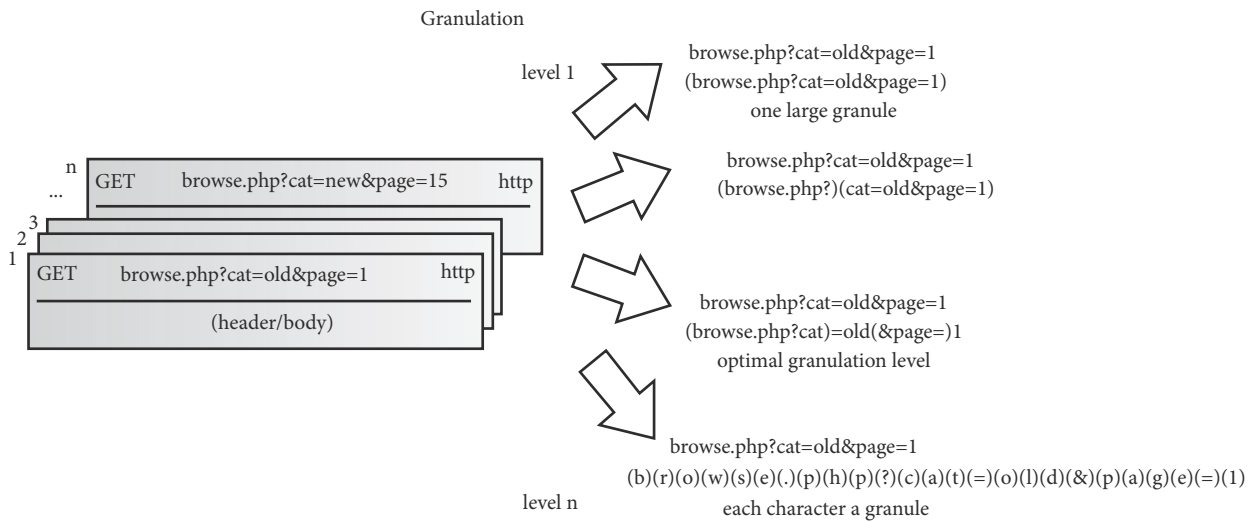 Granulation
level 1
browse.php?cat=old&page=1
(browse.php?cat=old&page=1)
one large granule
browse.php?cat=old&page=1
(browse.php?)(cat=old&page=1)
n
...
3
2
1
GET browse.php?cat=new&page=15 http
GET browse.php?cat=old&page=1 http
(header/body)
browse.php?cat=old&page=1
(browse.php?cat)=old(&page=)1
optimal granulation level
browse.php?cat=old&page=1
(b)(r)(o)(w)(s)(e)(.)(p)(h)(p)(?)(c)(a)(t)(=)(o)(l)(d)(&)(p)(a)(g)(e)(=)(1)
level n
each character a granule